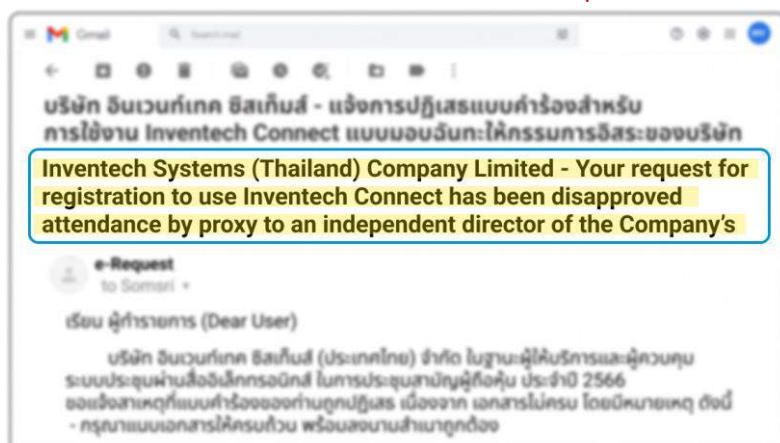 Gmail
บริษัท อินเวนท์เทค ซิสเท็มส์ - แจ้งการปฏิเสธแบบคำร้องสำหรับ
การใช้งาน Inventech Connect แบบมอบฉันทะให้กรรมการอิสระของบริษัท
Inventech Systems (Thailand) Company Limited - Your request for
registration to use Inventech Connect has been disapproved
attendance by proxy to an independent director of the Company's
e-Request
to Somsri
เรียน ผู้ทำรายการ (Dear User)
บริษัท อินเวนท์เทค ซิสเท็มส์ (ประเทศไทย) จำกัด ในฐานะผู้ให้บริการและผู้ควบคุม
ระบบประชุมผ่านสื่ออิเล็กทรอนิกส์ ในการประชุมสามัญผู้ถือหุ้น ประจำปี 2566
ขอแจ้งสาเหตุที่แบบคำร้องของท่านถูกปฏิเสธ เนื่องจาก เอกสารไม่ครบ โดยมีหมายเหตุ ดังนี้
- กรุณาแนบเอกสารให้ครบถ้วน พร้อมลงนามสำเนาถูกต้อง